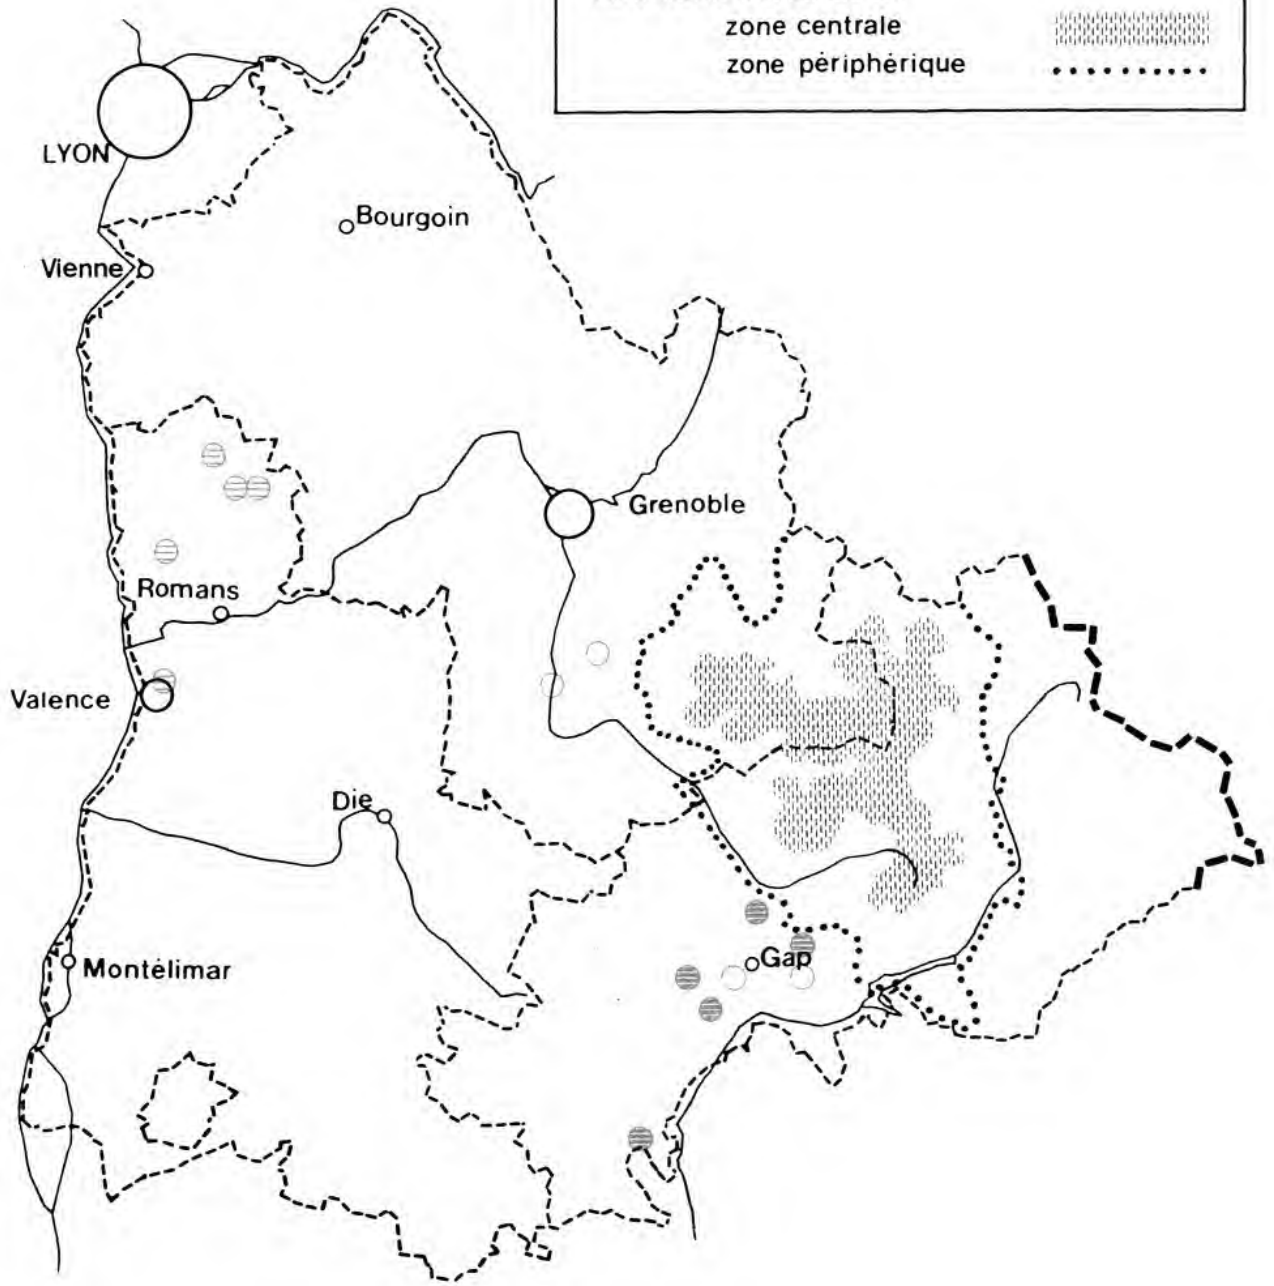 zone centrale
zone périphérique
LYON
Bourgoin
Vienne
Grenoble
Romans
Valence
Die
Gap
Montélimar